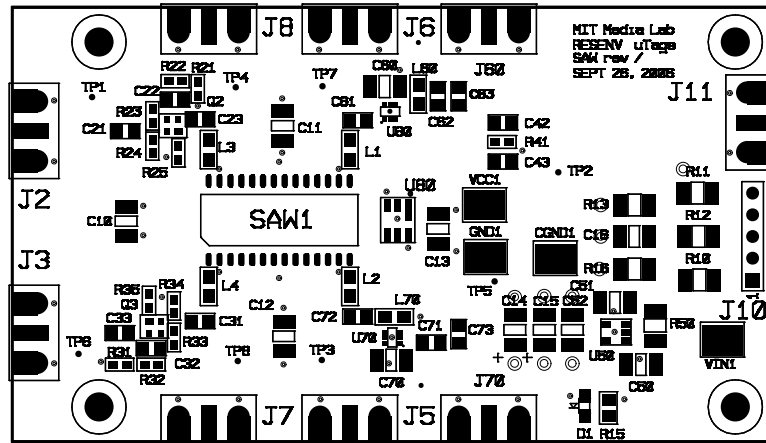 J8
J6
MIT Media Lab
RESENV uTags
SAW rev /
SEPT 26, 2006
R22
R21
TP4
TP7
C60
L60
J60
J11
TP1
C22
Q2
C61
C63
R23
C23
U60
C62
C21
C11
C42
R24
L3
L1
R41
R25
C43
TP2
R11
J2
U80
VCC1
R13
C10
SAW1
R12
GND1
CGND1
C16
J3
C13
R16
R10
R35
R34
L4
L2
TP5
C51
J10
1
Q3
C12
C72
L70
C14
C15
C52
C33
C31
C71
C73
R50
TP6
R33
U70
U50
R31
C32
TP8
TP3
R32
C70
C50
VIN1
J7
J5
J70
D1
R15